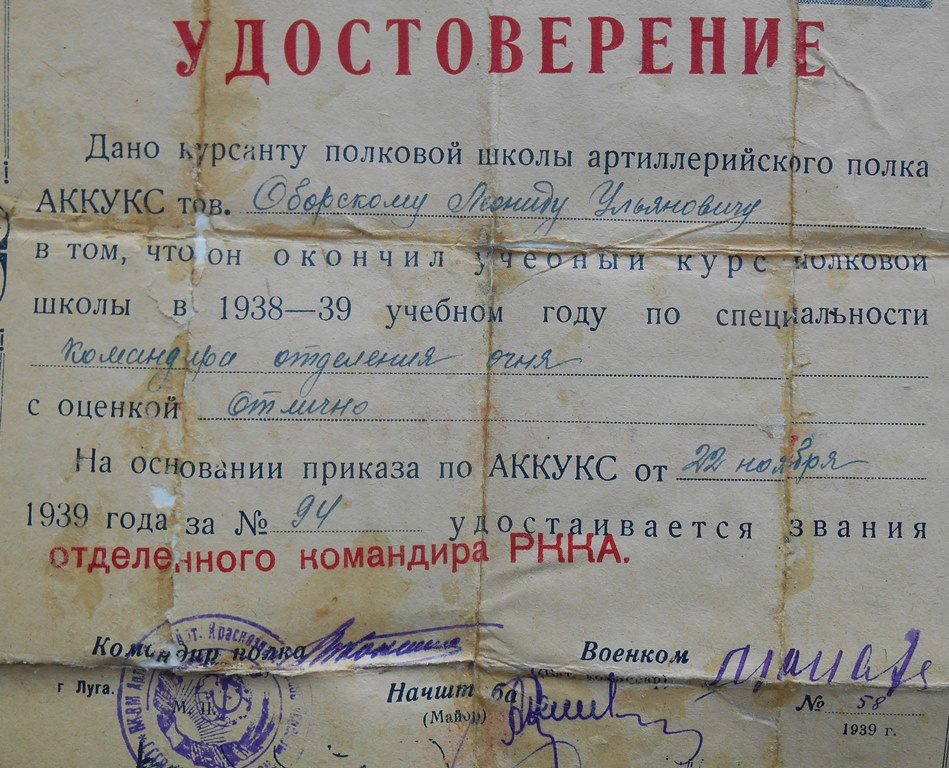 УДОСТОВЕРЕНИЕ
Дано курсанту полковой школы артиллерийского полка
АККУКС тов. Оборскому Леониду Ульяновичу
в том, что он окончил учебный курс полковой
школы в 1938—39 учебном году по специальности
командира отделения огня
с оценкой отлично
На основании приказа по АККУКС от 22 ноября
1939 года за № 94 удостаивается звания
отделенного командира РККА.
Командир полка
Военком
г Луга.
М. П.
Начшт ба
(Майор)
№ 58
1939 г.